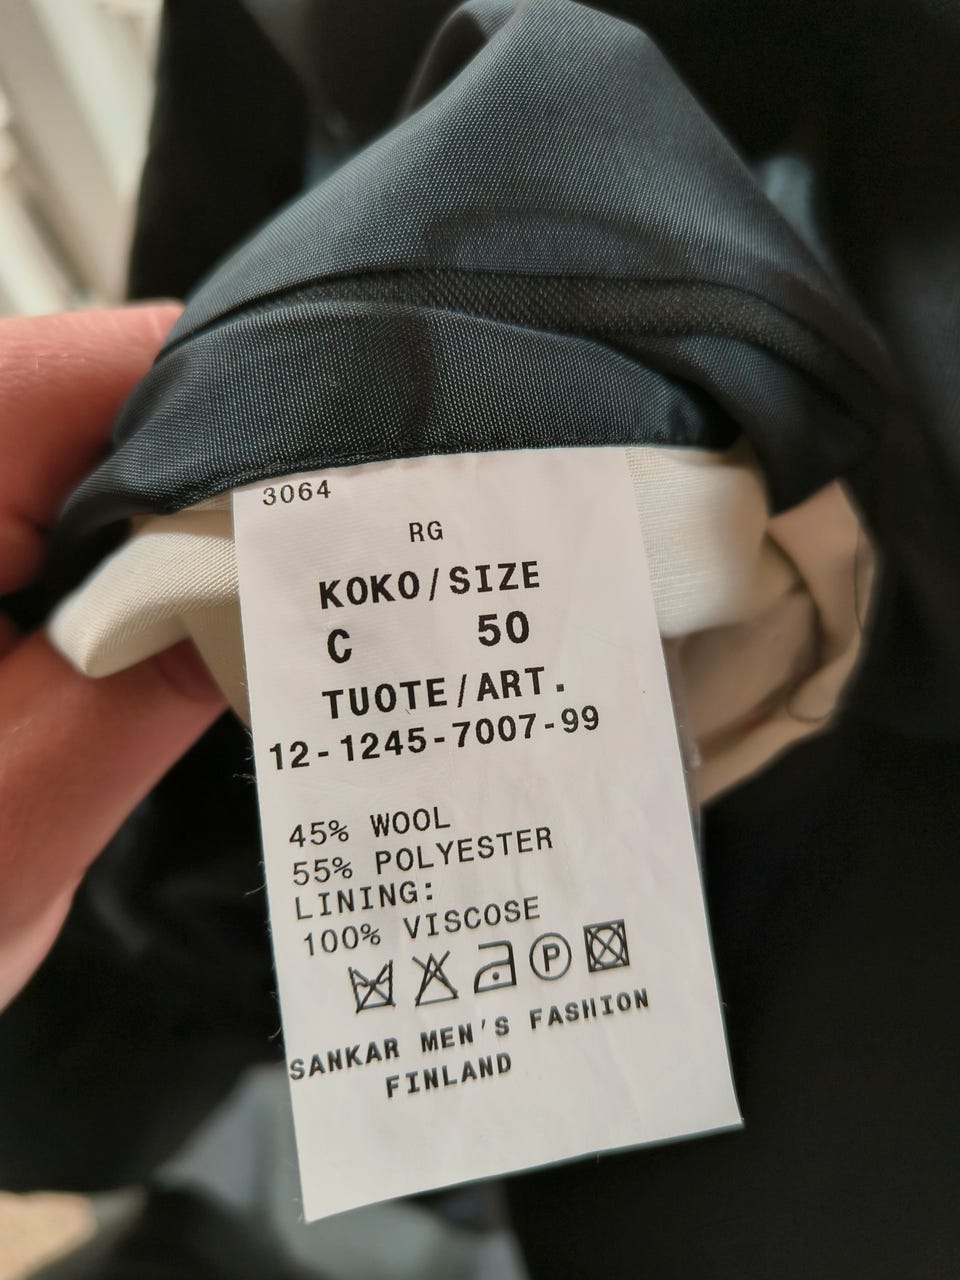 3064
RG
KOKO/SIZE
C 50
TUOTE/ART.
12-1245-7007-99
45% WOOL
55% POLYESTER
LINING:
100% VISCOSE
P
SANKAR MEN'S FASHION
FINLAND